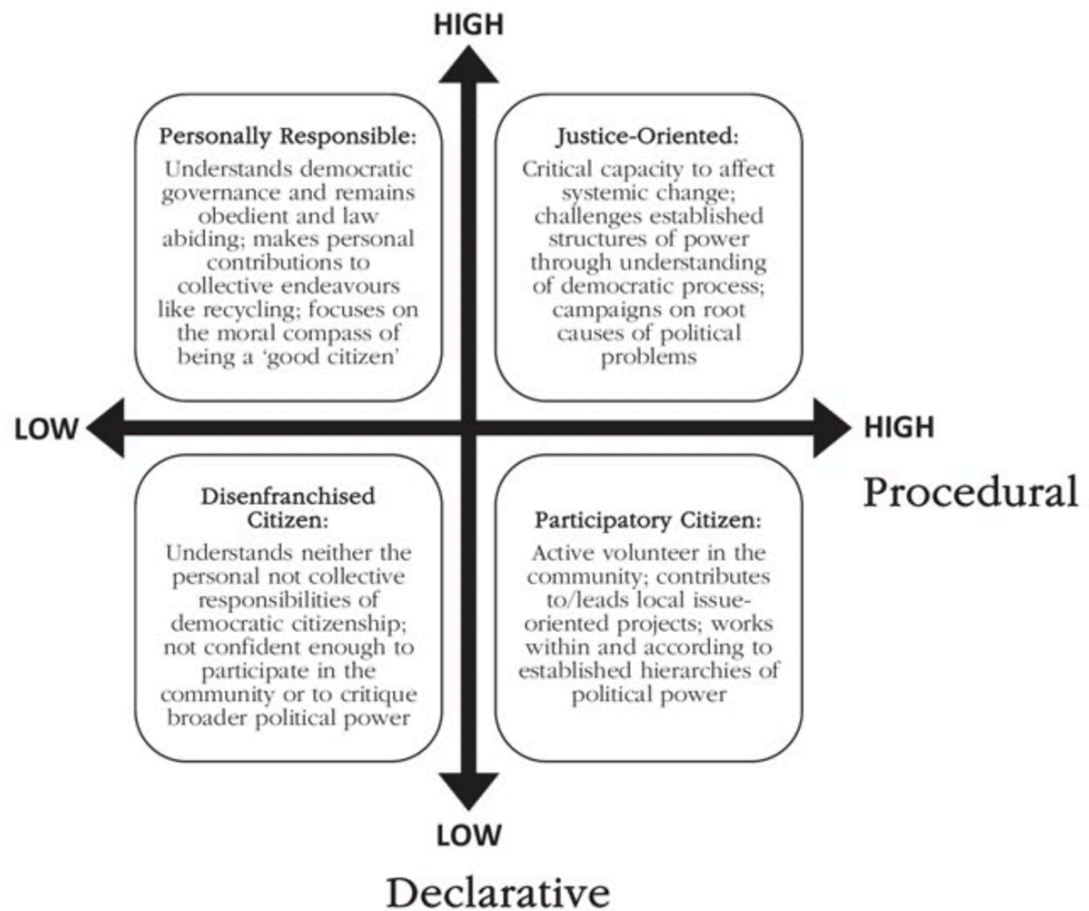 HIGH
Personally Responsible:
Understands democratic
governance and remains
obedient and law
abiding; makes personal
contributions to
collective endeavours
like recycling; focuses on
the moral compass of
being a ‘good citizen’
Justice-Oriented:
Critical capacity to affect
systemic change;
challenges established
structures of power
through understanding
of democratic process;
campaigns on root
causes of political
problems
LOW
HIGH
Procedural
Disenfranchised
Citizen:
Understands neither the
personal not collective
responsibilities of
democratic citizenship;
not confident enough to
participate in the
community or to critique
broader political power
Participatory Citizen:
Active volunteer in the
community; contributes
to/leads local issue-
oriented projects; works
within and according to
established hierarchies of
political power
LOW
Declarative